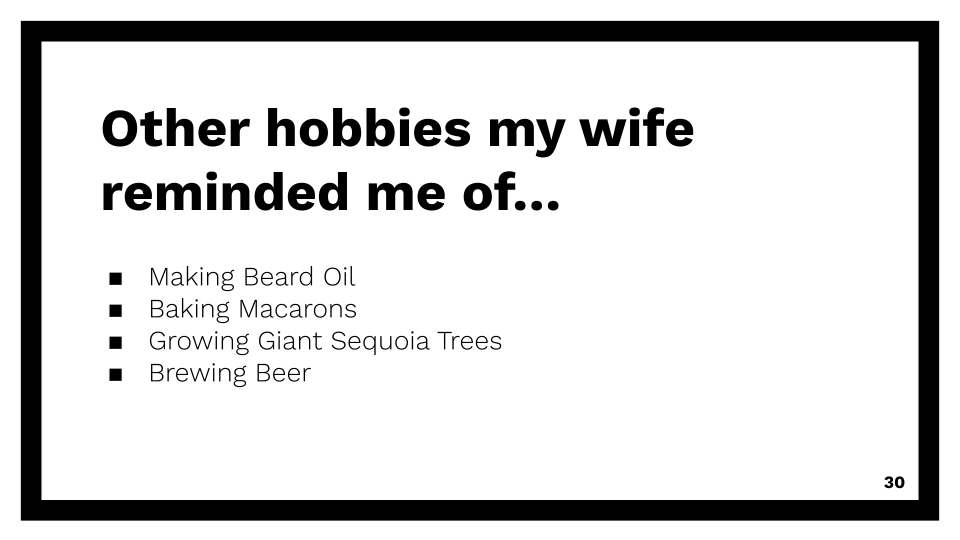 Other hobbies my wife
reminded me of...
▪ Making Beard Oil
▪ Baking Macarons
▪ Growing Giant Sequoia Trees
▪ Brewing Beer
30